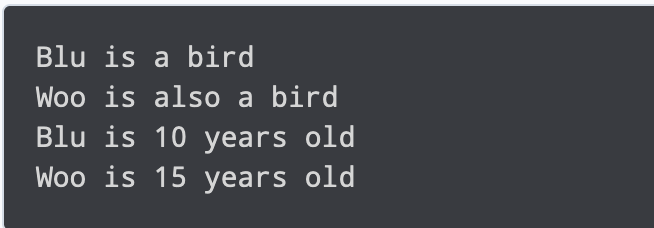 Blu is a bird
Woo is also a bird
Blu is 10 years old
Woo is 15 years old